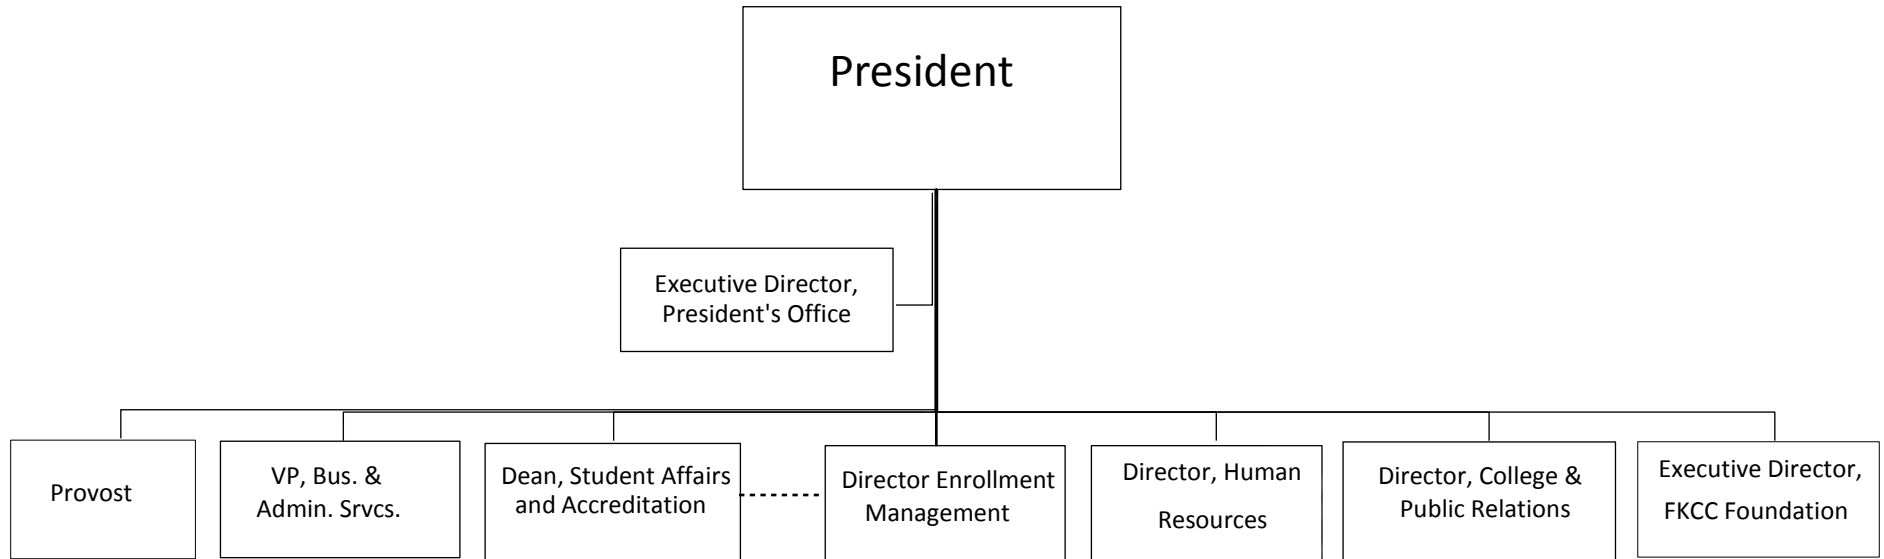 President
Executive Director,
President's Office
Provost
VP, Bus. &
Admin. Srvcs.
Dean, Student Affairs
and Accreditation
Director Enrollment
Management
Director, Human
Resources
Director, College &
Public Relations
Executive Director,
FKCC Foundation